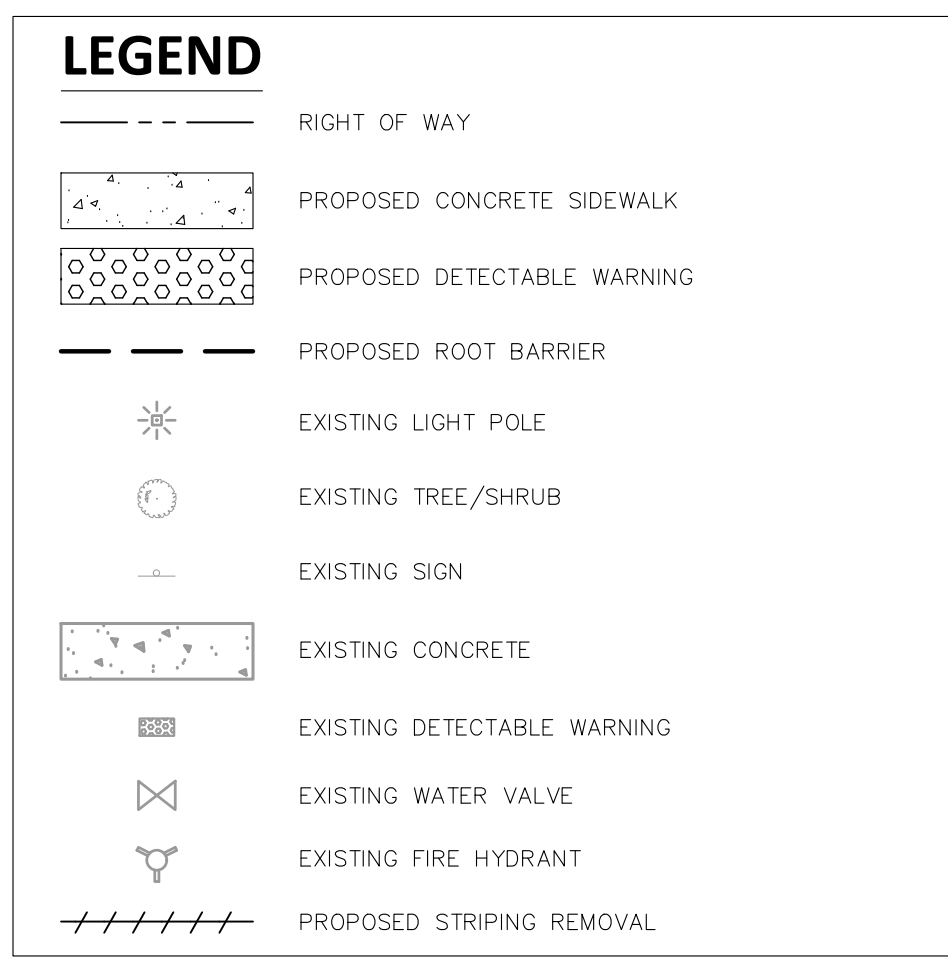 LEGEND
RIGHT OF WAY
PROPOSED CONCRETE SIDEWALK
PROPOSED DETECTABLE WARNING
PROPOSED ROOT BARRIER
EXISTING LIGHT POLE
EXISTING TREE/SHRUB
EXISTING SIGN
EXISTING CONCRETE
EXISTING DETECTABLE WARNING
EXISTING WATER VALVE
EXISTING FIRE HYDRANT
PROPOSED STRIPING REMOVAL